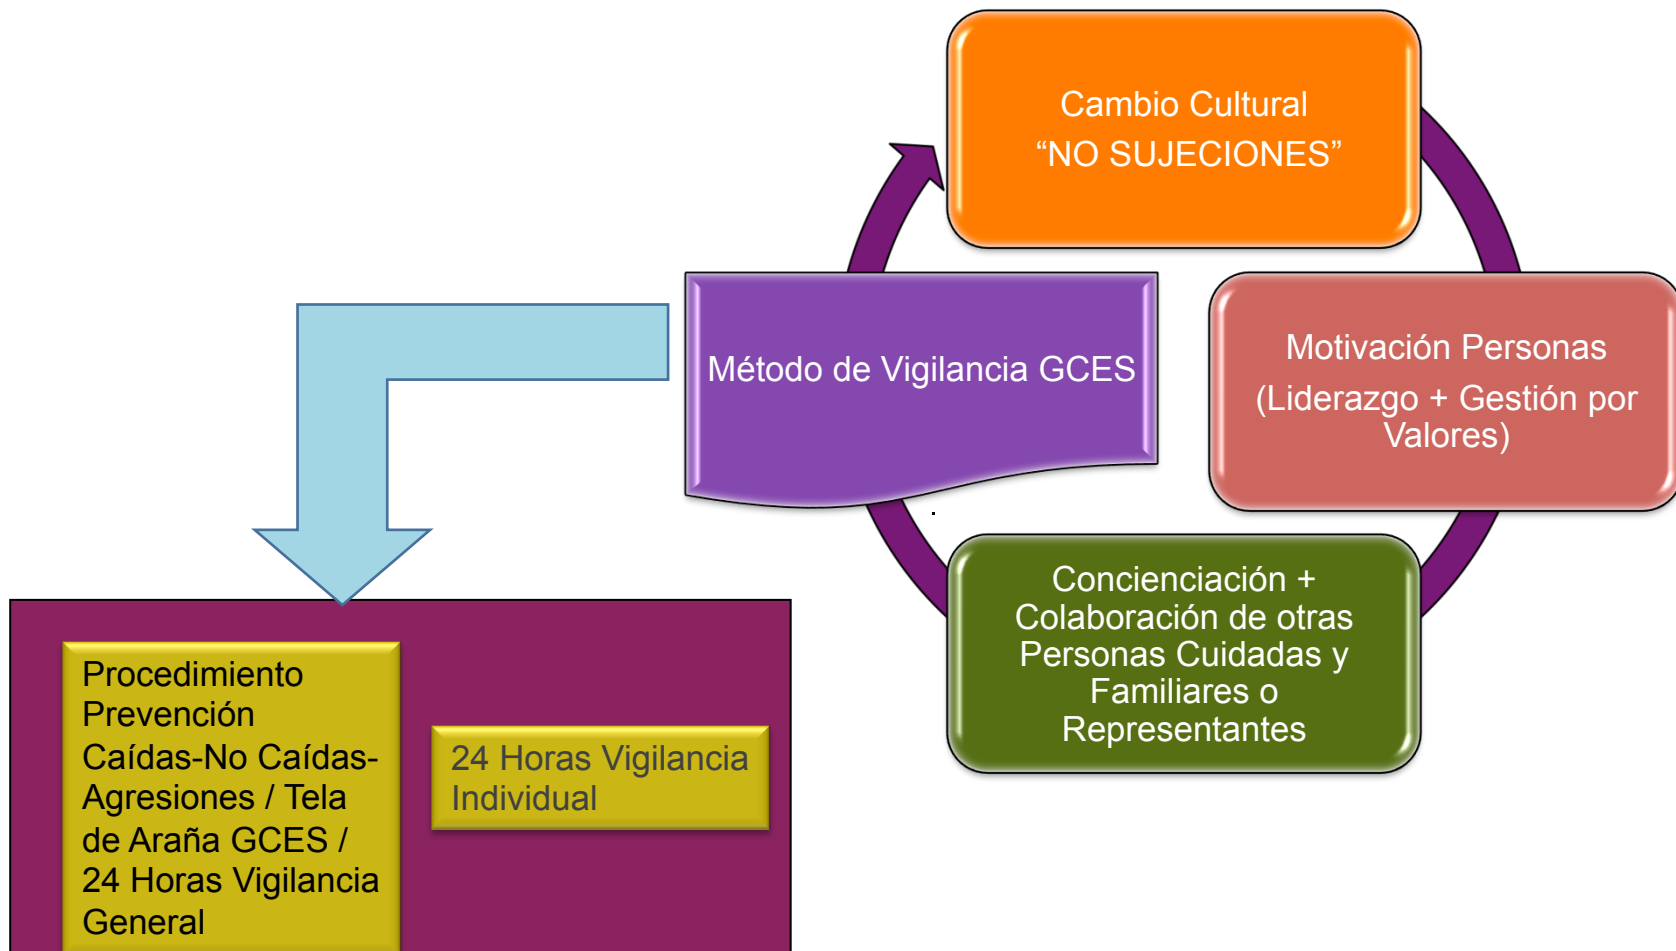 Cambio Cultural
“NO SUJECIONES”
Método de Vigilancia GCES
Motivación Personas
(Liderazgo + Gestión por
Valores)
Concienciación +
Colaboración de otras
Personas Cuidadas y
Familiares o
Representantes
Procedimiento
Prevención
Caídas-No Caídas-
Agresiones / Tela
de Araña GCES /
24 Horas Vigilancia
General
24 Horas Vigilancia
Individual